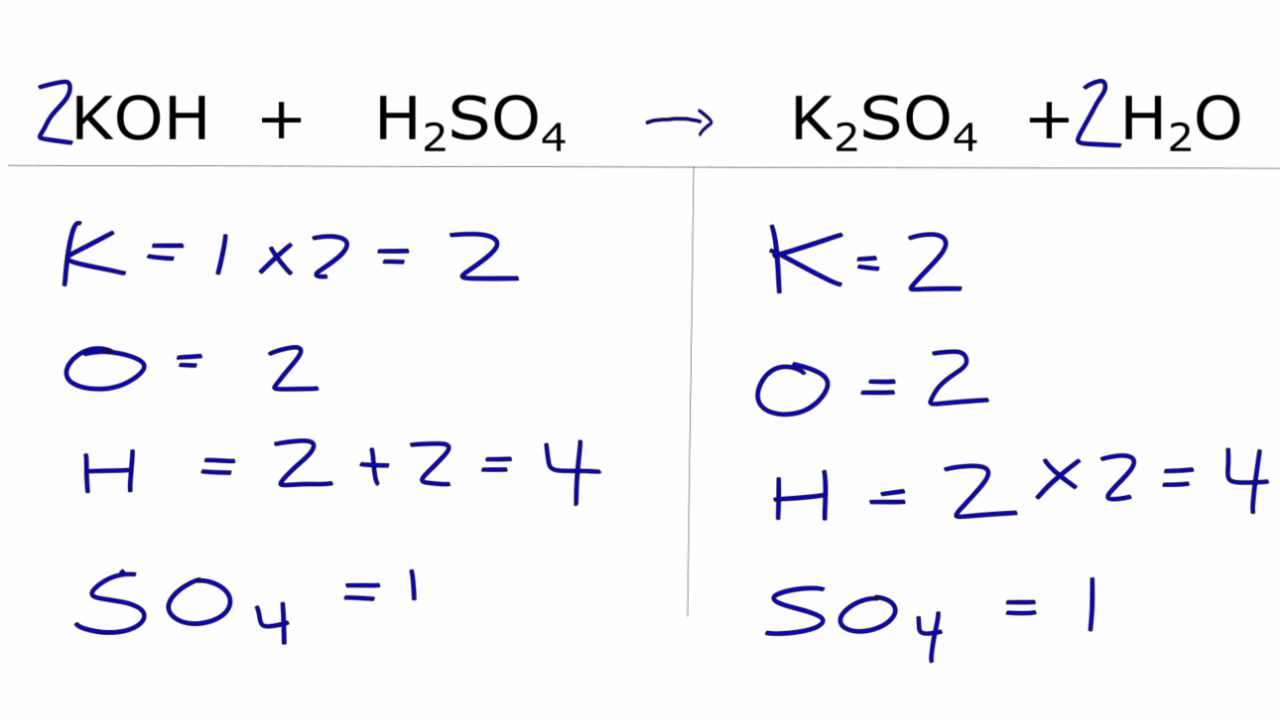 2KOH + H₂SO₄ → K₂SO₄ + 2H₂O
K = 1 × 2 = 2
K = 2
O = 2
O = 2
H = 2 + 2 = 4
H = 2 × 2 = 4
SO₄ = 1
SO₄ = 1